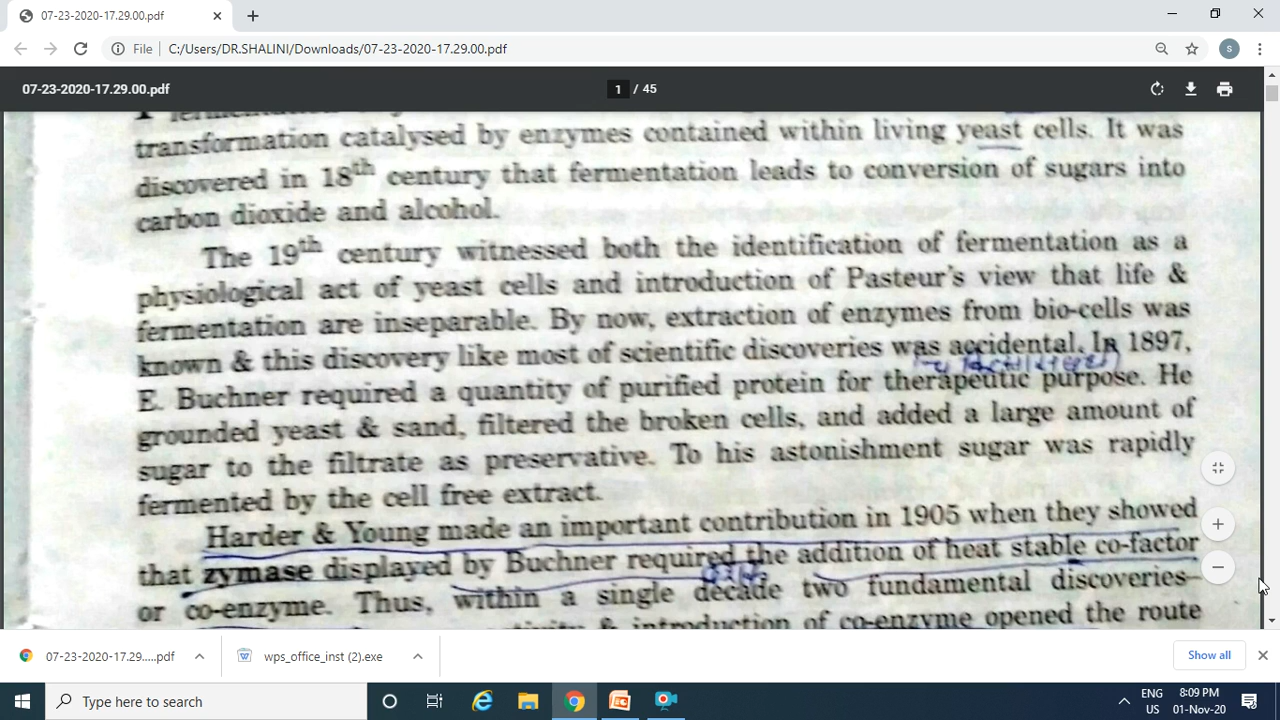 07-23-2020-17.29.00.pdf
File
C:/Users/DR.SHALINI/Downloads/07-23-2020-17.29.00.pdf
S
07-23-2020-17.29.00.pdf
1 / 45
transformation catalysed by enzymes contained within living yeast cells. It was
discovered in 18th century that fermentation leads to conversion of sugars into
carbon dioxide and alcohol.
The 19th century witnessed both the identification of fermentation as a
physiological act of yeast cells and introduction of Pasteur's view that life &
fermentation are inseparable. By now, extraction of enzymes from bio-cells was
known & this discovery like most of scientific discoveries was accidental. In 1897,
E. Buchner required a quantity of purified protein for therapeutic purpose. He
grounded yeast & sand, filtered the broken cells, and added a large amount of
sugar to the filtrate as preservative. To his astonishment sugar was rapidly
fermented by the cell free extract.
Harder & Young made an important contribution in 1905 when they showed
that zymase displayed by Buchner required the addition of heat stable co-factor
or co-enzyme. Thus, within a single decade two fundamental discoveries–
& introduction of co-enzyme opened the route
07-23-2020-17.29.....pdf
wps_office_inst (2).exe
Show all
Type here to search
ENG
US
8:09 PM
01-Nov-20